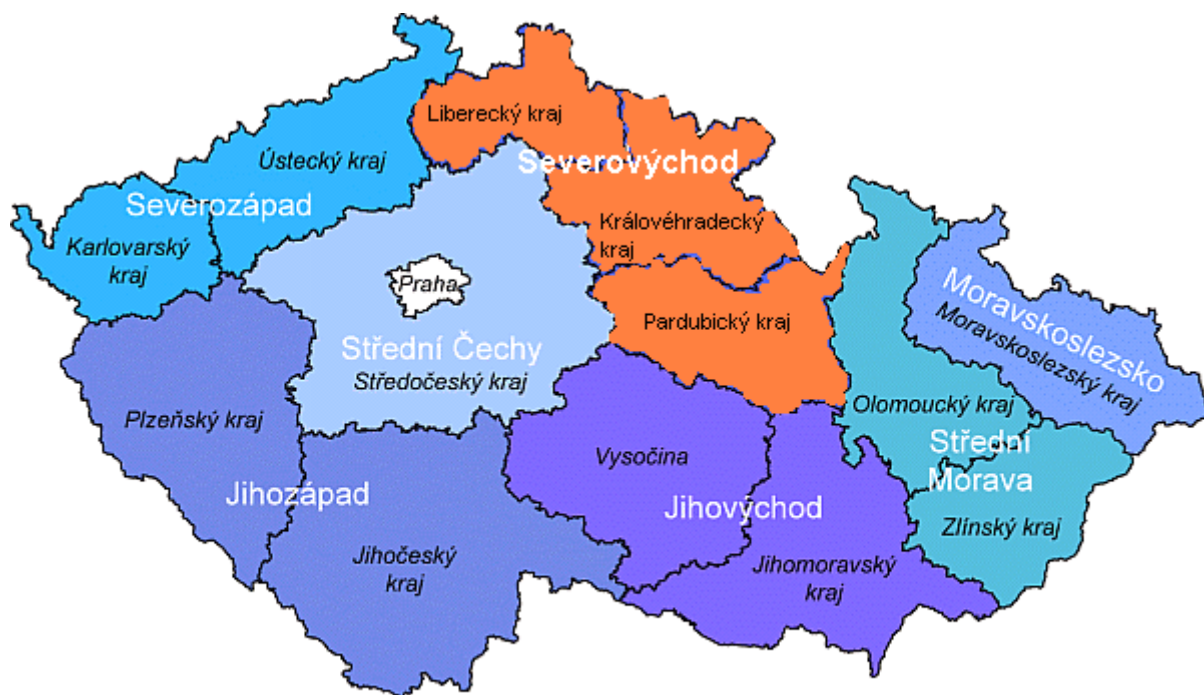 Liberecký kraj
Ústecký kraj
Severovýchod
Severozápad
Karlovarský
kraj
Královéhradecký
kraj
Praha
Moravskoslezsko
Moravskoslezský kraj
Pardubický kraj
Střední Čechy
Středočeský kraj
Plzeňský kraj
Olomoucký kraj
Vysočina
Střední
Morava
Jihozápad
Jihovýchod
Zlínský kraj
Jihočeský
kraj
Jihomoravský
kraj